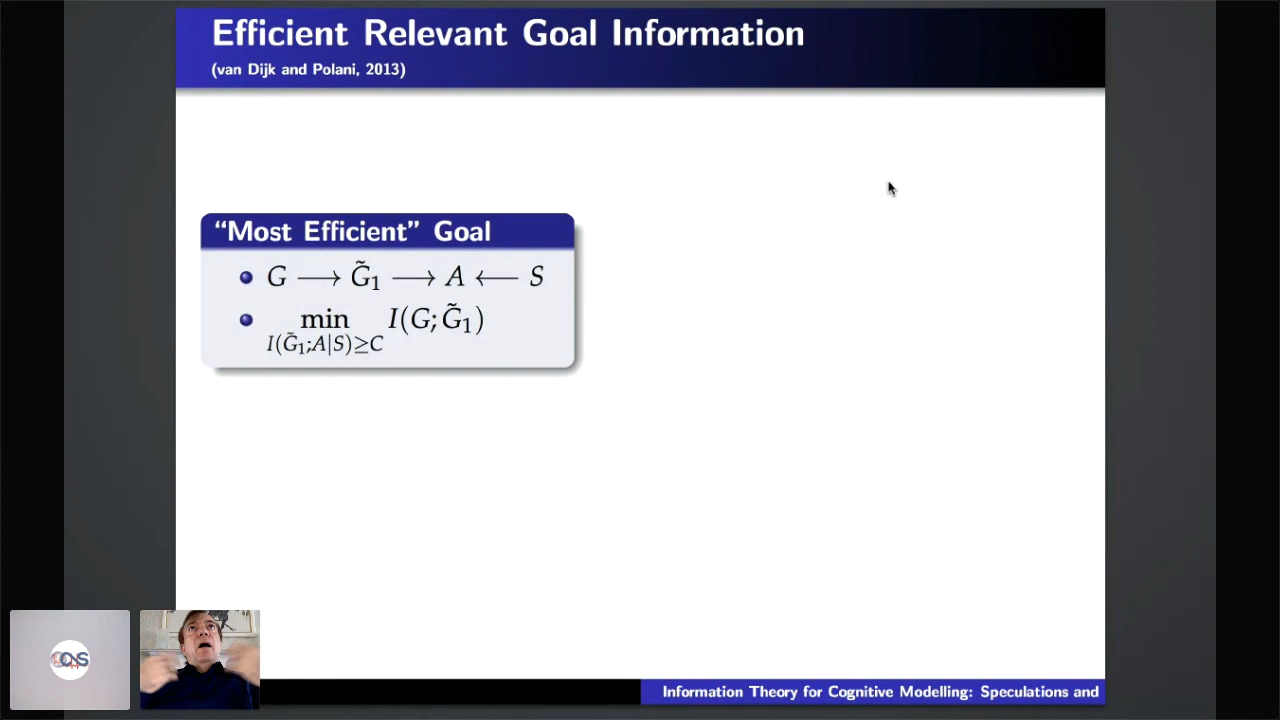 Efficient Relevant Goal Information
(van Dijk and Polani, 2013)
“Most Efficient” Goal
G ⟶ G̃₁ ⟶ A ⟵ S
min I(G; G̃₁)
I(G̃₁;A|S)≥C
Information Theory for Cognitive Modelling: Speculations and